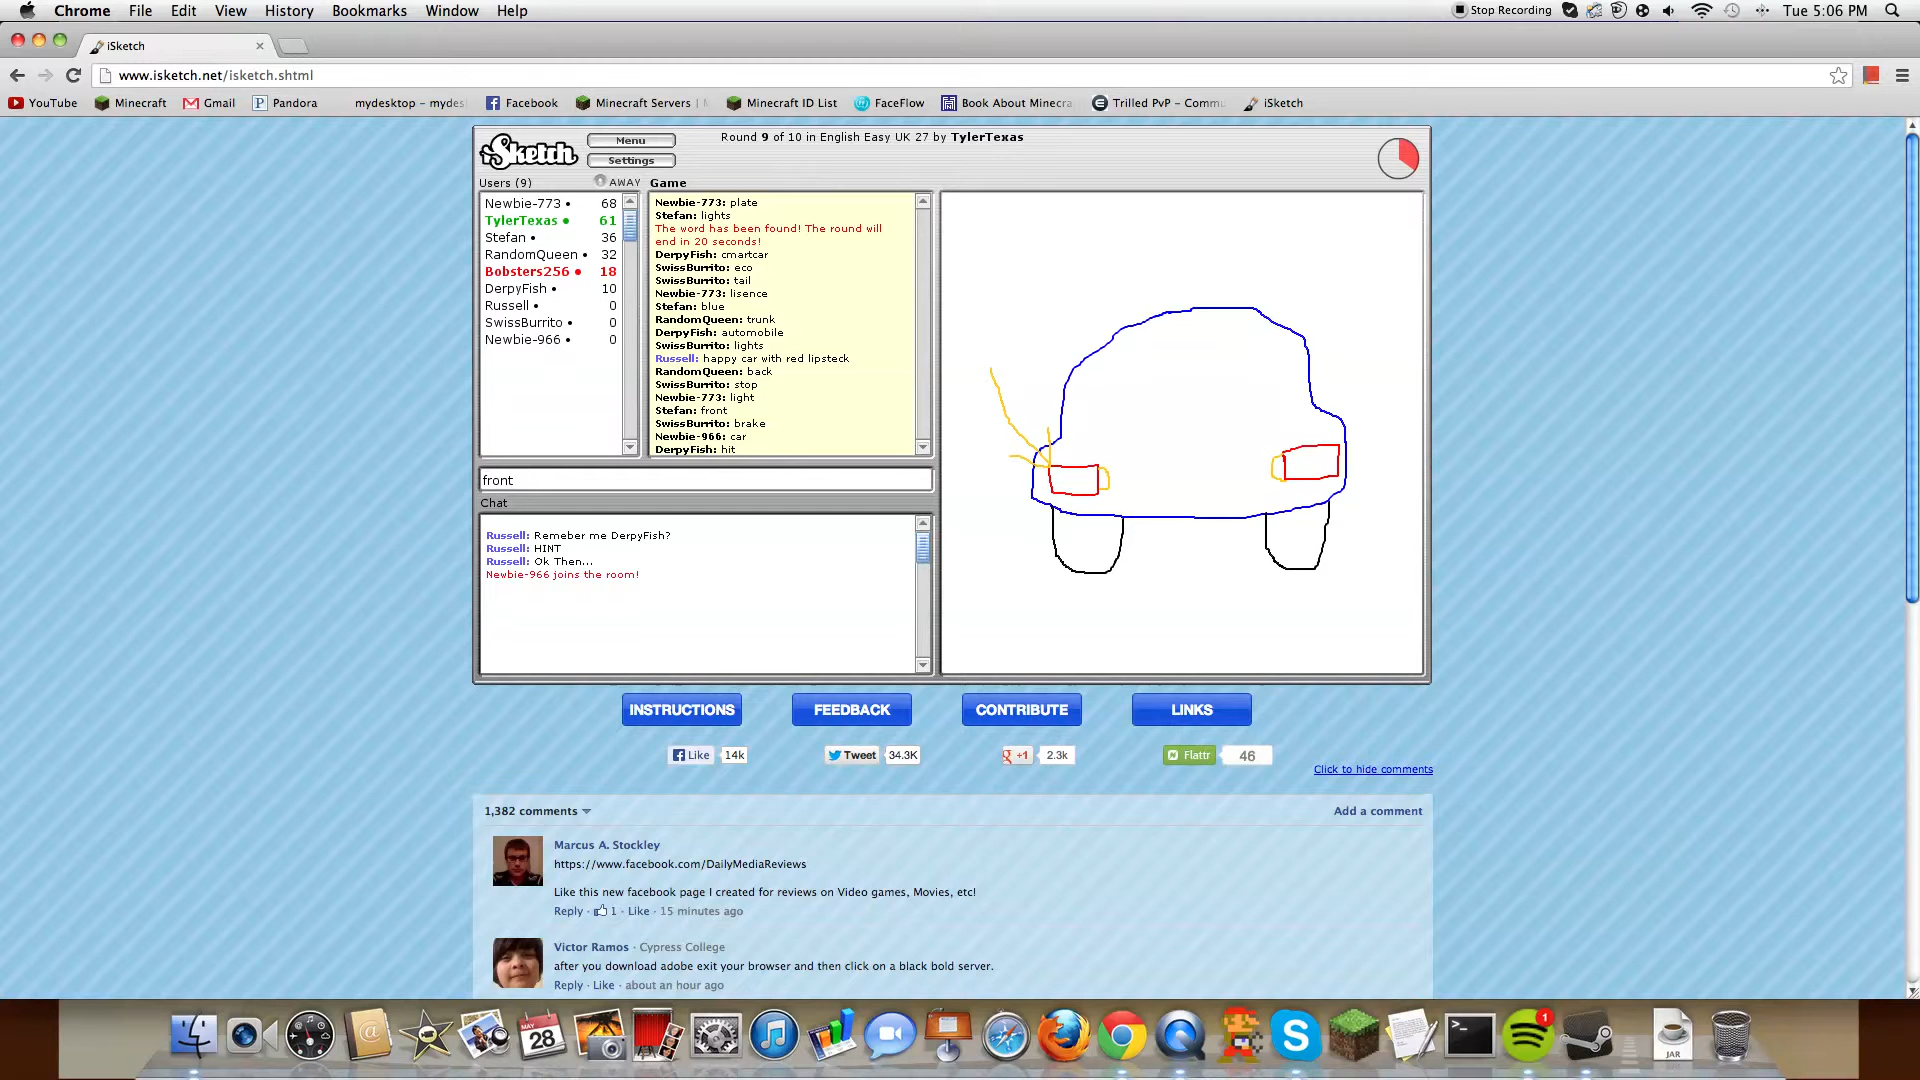 Chrome File Edit View History Bookmarks Window Help Stop Recording Tue 5:06 PM
iSketch
www.isketch.net/isketch.shtml
YouTube Minecraft Gmail Pandora mydesktop – mydes Facebook Minecraft Servers | Minecraft ID List FaceFlow Book About Minecra Trilled PvP – Commu iSketch
iSketch Menu Round 9 of 10 in English Easy UK 27 by TylerTexas
Settings
Users (9) AWAY Game
Newbie-773 • 68
TylerTexas • 61
Stefan • 36
RandomQueen • 32
Bobsters256 • 18
DerpyFish • 10
Russell • 0
SwissBurrito • 0
Newbie-966 • 0
Newbie-773: plate
Stefan: lights
The word has been found! The round will
end in 20 seconds!
DerpyFish: cmartcar
SwissBurrito: eco
SwissBurrito: tail
Newbie-773: lisence
Stefan: blue
RandomQueen: trunk
DerpyFish: automobile
SwissBurrito: lights
Russell: happy car with red lipsteck
RandomQueen: back
SwissBurrito: stop
Newbie-773: light
Stefan: front
SwissBurrito: brake
Newbie-966: car
DerpyFish: hit
front
Chat
Russell: Remeber me DerpyFish?
Russell: HINT
Russell: Ok Then...
Newbie-966 joins the room!
INSTRUCTIONS FEEDBACK CONTRIBUTE LINKS
Like 14k Tweet 34.3K +1 2.3k Flattr 46
Click to hide comments
1,382 comments Add a comment
Marcus A. Stockley
https://www.facebook.com/DailyMediaReviews
Like this new facebook page I created for reviews on Video games, Movies, etc!
Reply · 1 · Like · 15 minutes ago
Victor Ramos · Cypress College
after you download adobe exit your browser and then click on a black bold server.
Reply · Like · about an hour ago
MAY
28
1
JAR